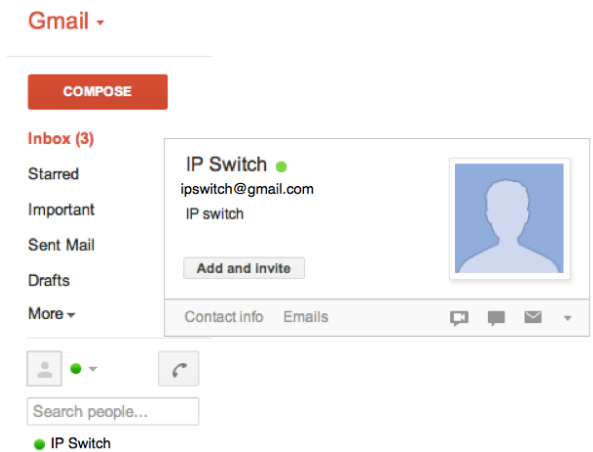 Gmail
COMPOSE
Inbox (3)
Starred
Important
Sent Mail
Drafts
More
IP Switch
ipswitch@gmail.com
IP switch
Add and invite
Contact info Emails
Search people...
IP Switch